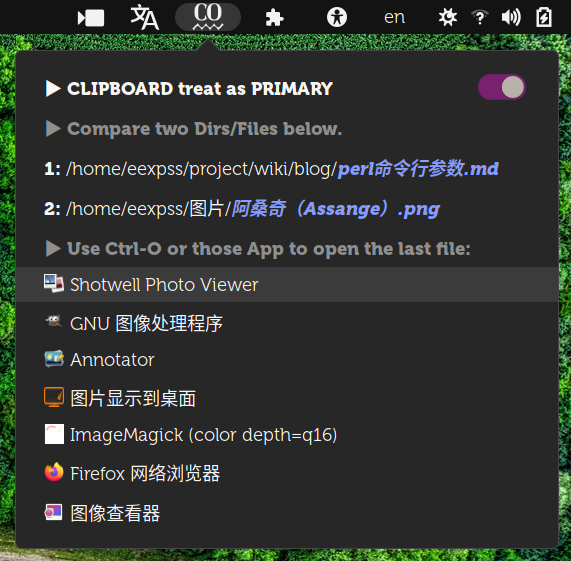 CO
en
▶ CLIPBOARD treat as PRIMARY
▶ Compare two Dirs/Files below.
1: /home/eexpss/project/wiki/blog/perl命令行参数.md
2: /home/eexpss/图片/阿桑奇（Assange）.png
▶ Use Ctrl-O or those App to open the last file:
Shotwell Photo Viewer
GNU 图像处理程序
Annotator
图片显示到桌面
ImageMagick (color depth=q16)
Firefox 网络浏览器
图像查看器